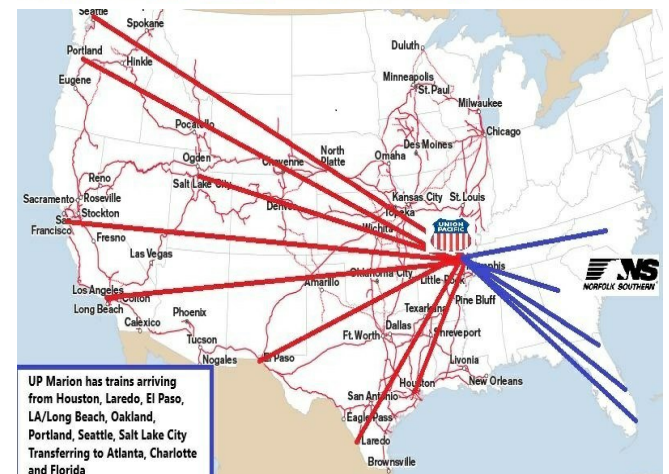 Seattle
Spokane
Portland
Hinkle
Eugene
Duluth
Minneapolis
St. Paul
Milwaukee
Pocatello
Chicago
Des Moines
North
Platte
Omaha
Ogden
Cheyenne
Salt Lake City
Reno
Sacramento
Roseville
Stockton
San
Francisco
Fresno
Denver
Kansas City
St. Louis
Topeka
Wichita
UNION
PACIFIC
Las Vegas
Memphis
NS
NORFOLK SOUTHERN
Oklahoma City
Little Rock
Amarillo
Los Angeles
Colton
Long Beach
Pine Bluff
Texarkana
Phoenix
Calexico
Dallas
Shreveport
Ft. Worth
Tucson
Nogales
El Paso
Livonia
Houston
New Orleans
San Antonio
Eagle Pass
Laredo
Brownsville
UP Marion has trains arriving
from Houston, Laredo, El Paso,
LA/Long Beach, Oakland,
Portland, Seattle, Salt Lake City
Transferring to Atlanta, Charlotte
and Florida